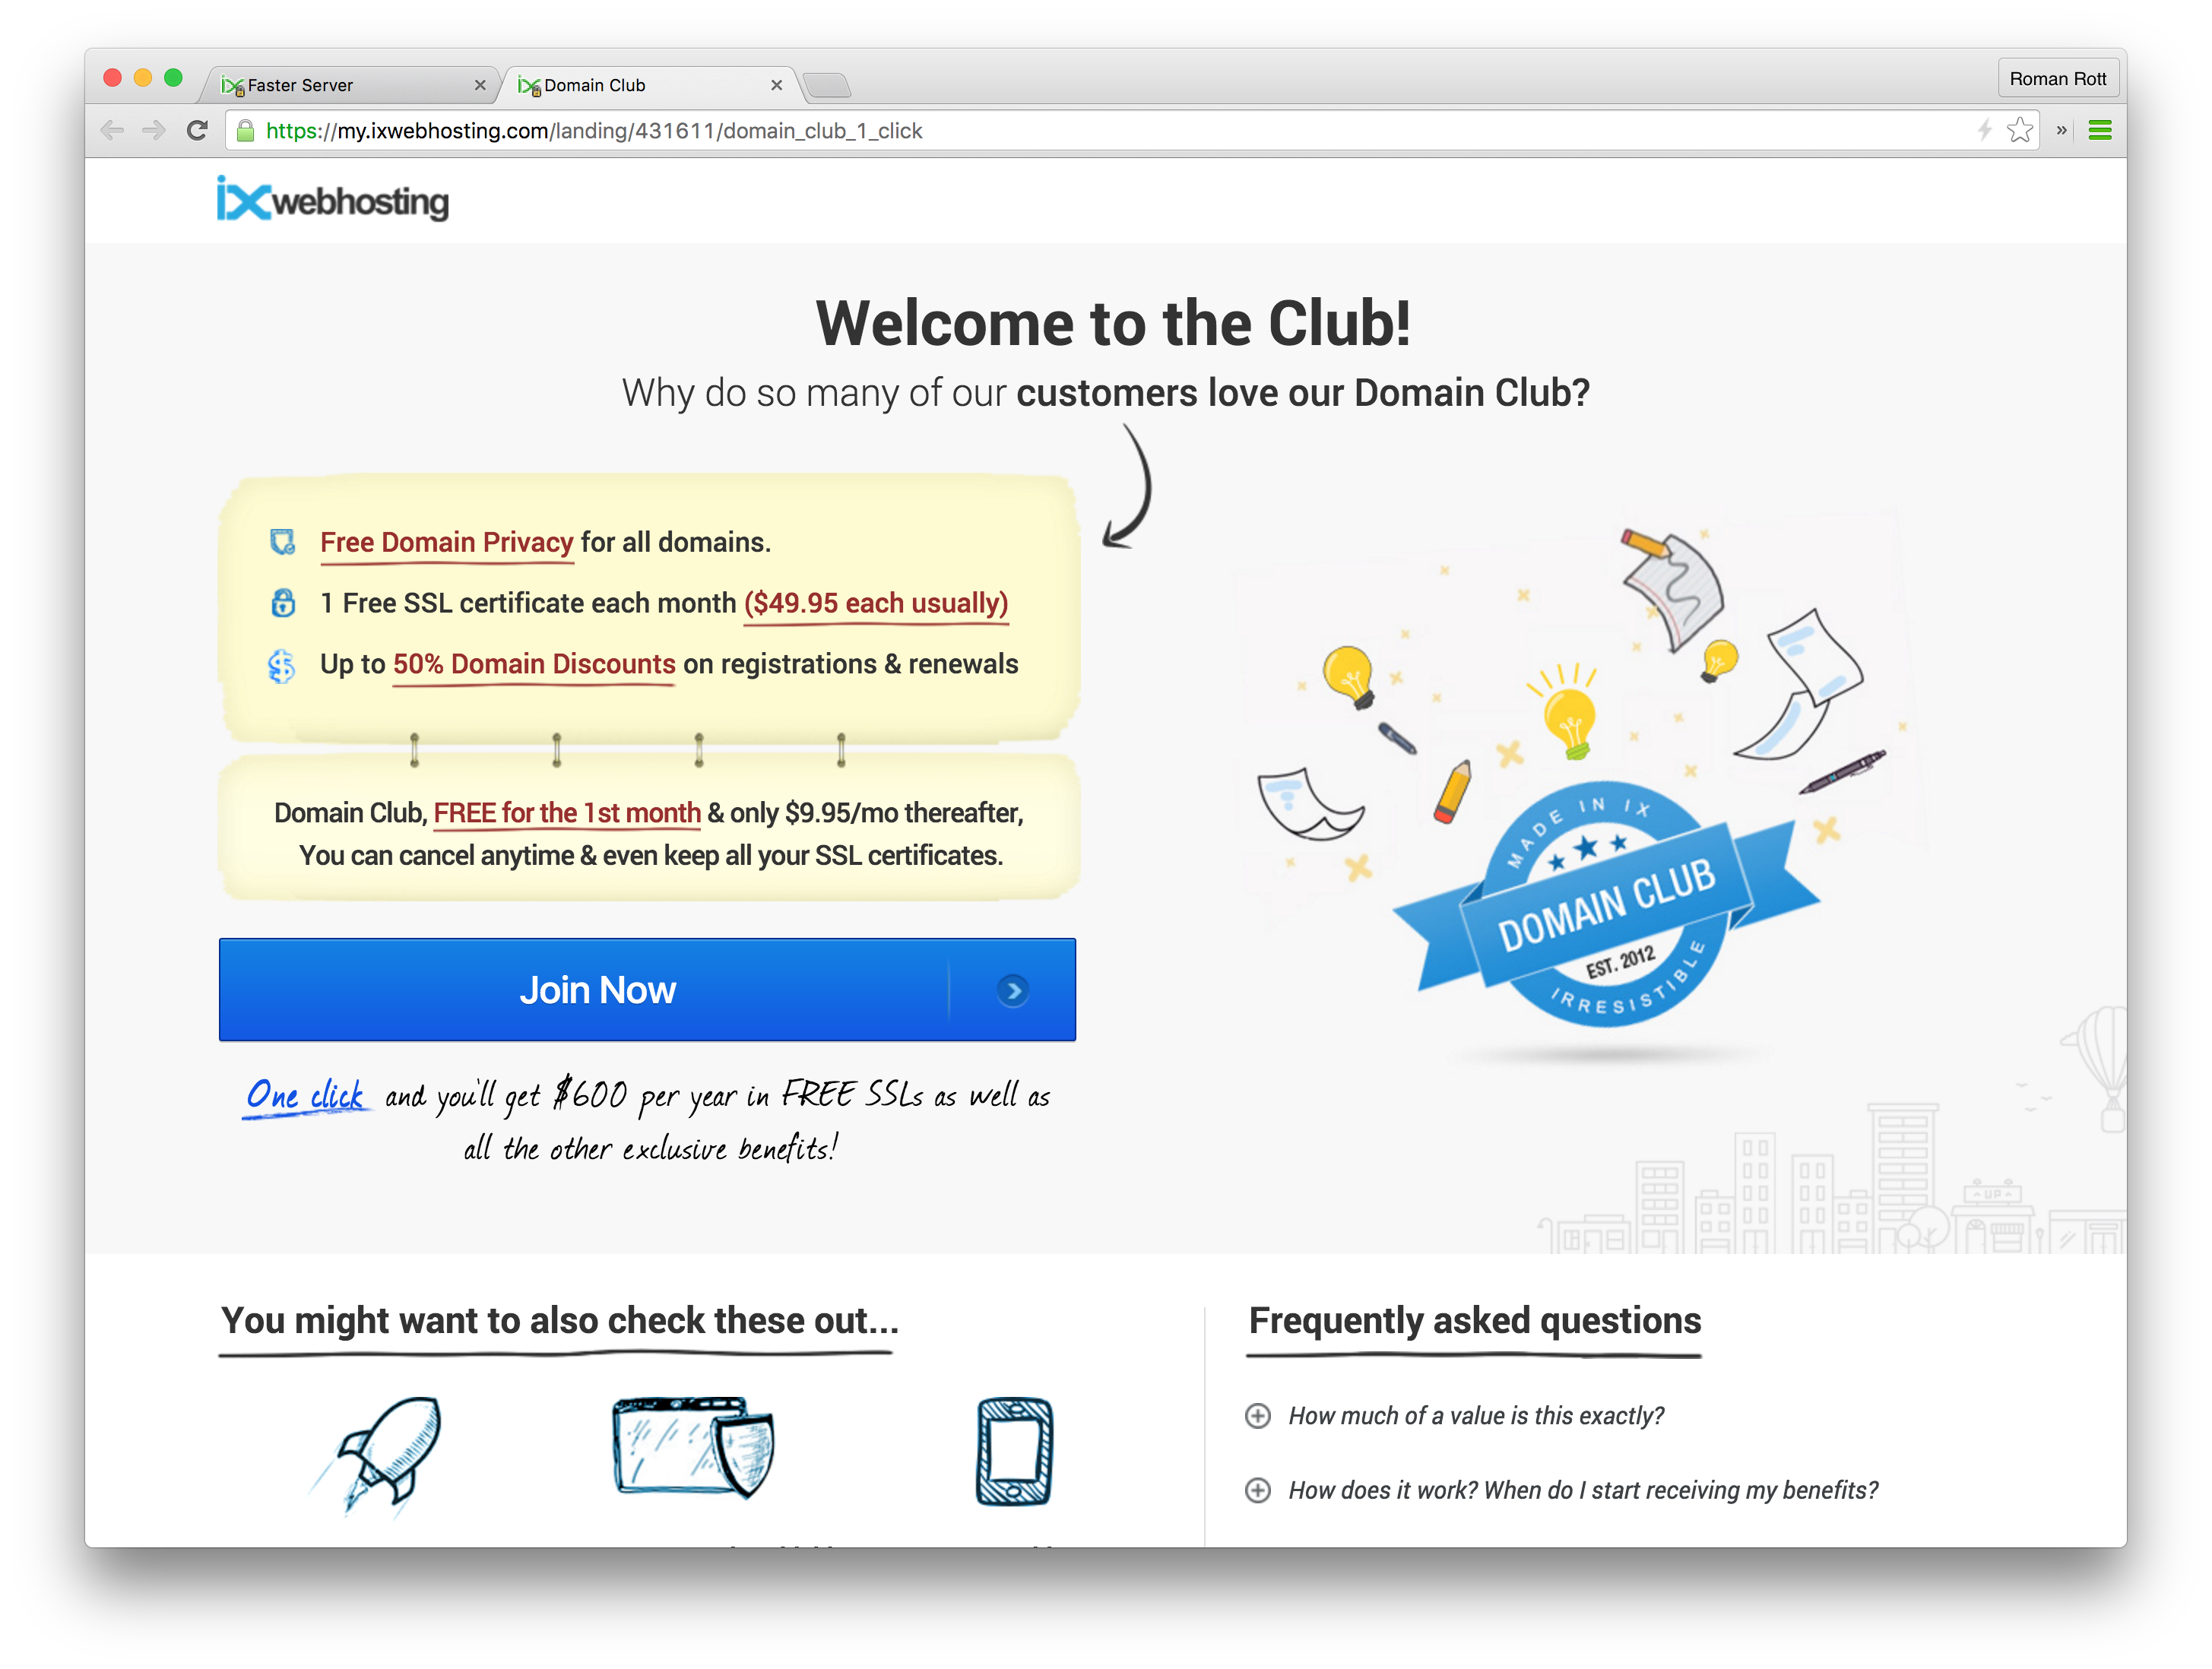 Faster Server
Domain Club
Roman Rott
https://my.ixwebhosting.com/landing/431611/domain_club_1_click
»
ix webhosting
Welcome to the Club!
Why do so many of our customers love our Domain Club?
Free Domain Privacy for all domains.
1 Free SSL certificate each month ($49.95 each usually)
Up to 50% Domain Discounts on registrations & renewals
Domain Club, FREE for the 1st month & only $9.95/mo thereafter,
You can cancel anytime & even keep all your SSL certificates.
Join Now
One click and you'll get $600 per year in FREE SSLs as well as
all the other exclusive benefits!
MADE IN IX
DOMAIN CLUB
EST. 2012
IRRESISTIBLE
UP
You might want to also check these out...
Frequently asked questions
How much of a value is this exactly?
How does it work? When do I start receiving my benefits?